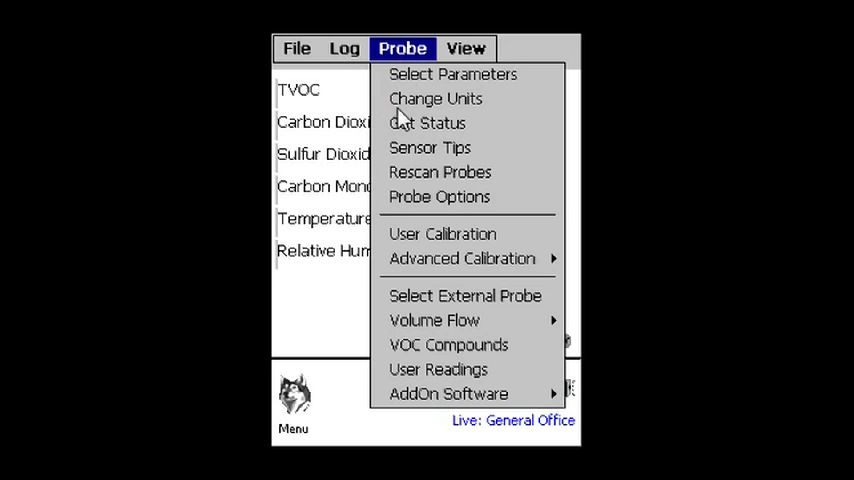 File Log Probe View
Select Parameters
TVOC
Change Units
Carbon Dioxi
Get Status
Sulfur Dioxid
Sensor Tips
Rescan Probes
Carbon Mono
Probe Options
Temperature
User Calibration
Relative Hum
Advanced Calibration
Select External Probe
Volume Flow
VOC Compounds
User Readings
AddOn Software
Live: General Office
Menu